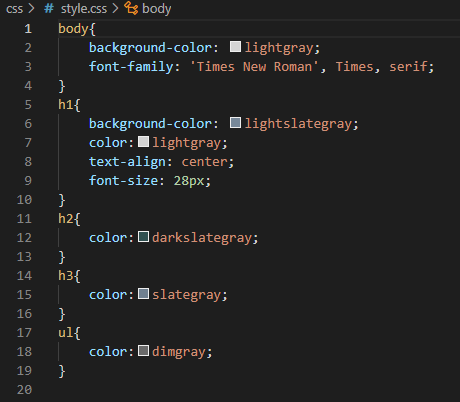 css > # style.css > body
1 body{
2 background-color: lightgray;
3 font-family: 'Times New Roman', Times, serif;
4 }
5 h1{
6 background-color: lightslategray;
7 color: lightgray;
8 text-align: center;
9 font-size: 28px;
10 }
11 h2{
12 color: darkslategray;
13 }
14 h3{
15 color: slategray;
16 }
17 ul{
18 color: dimgray;
19 }
20